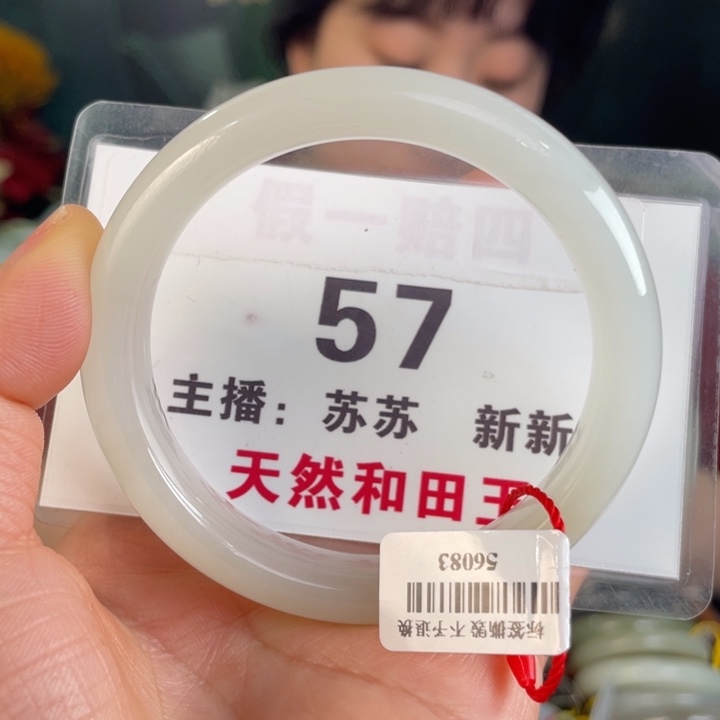 假一赔四
57
主播：苏苏 新新
天然和田玉
56083
标签撕毁 不予退换